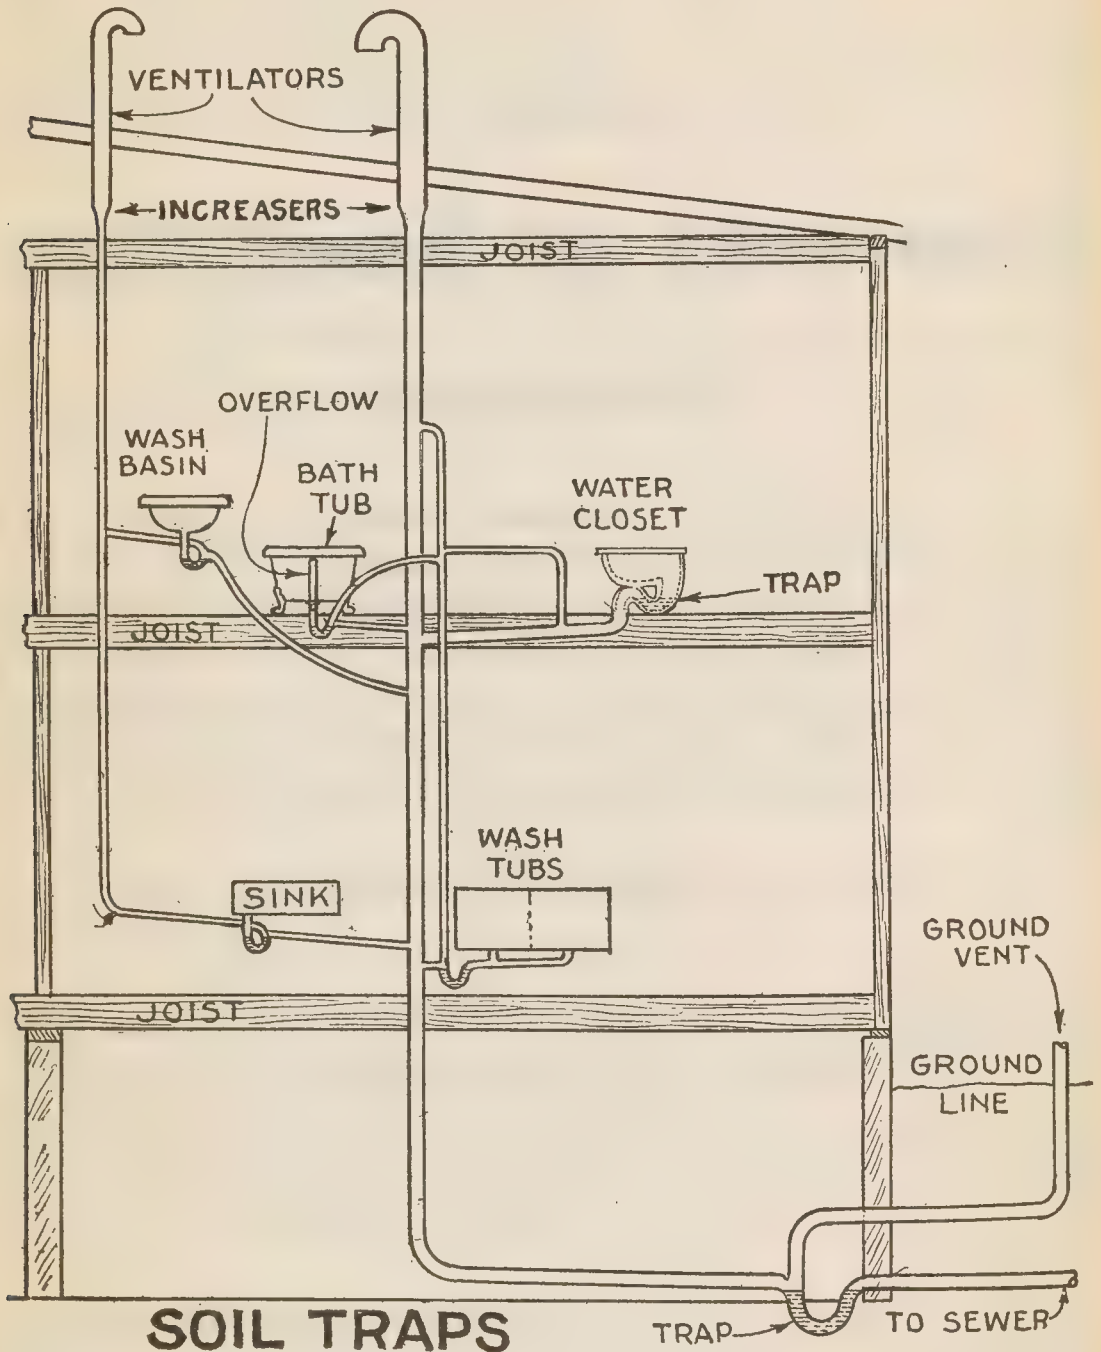 VENTILATORS
INCREASERS
JOIST
OVERFLOW
WASH
BASIN
BATH
TUB
WATER
CLOSET
TRAP
JOIST
WASH
TUBS
SINK
GROUND
VENT
JOIST
GROUND
LINE
SOIL TRAPS
TRAP
TO SEWER